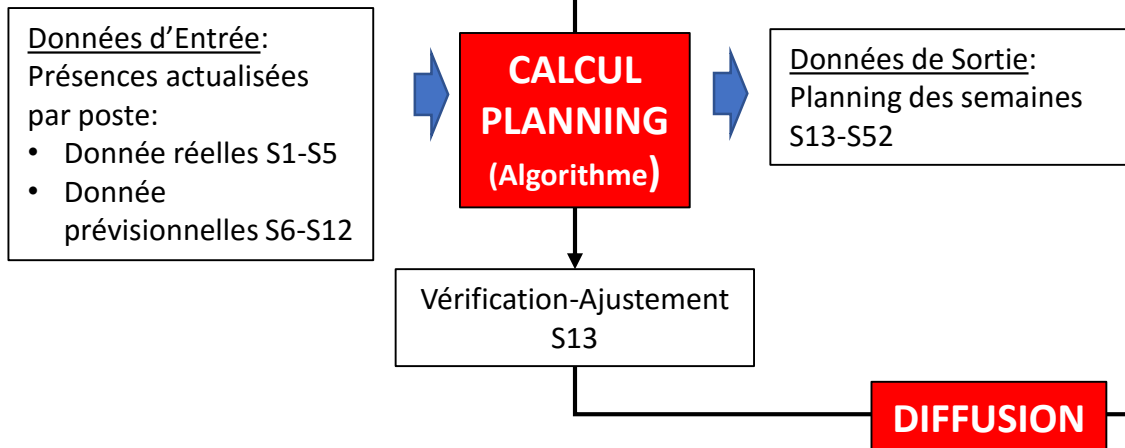 Données d’Entrée:
Présences actualisées
par poste:
• Donnée réelles S1-S5
• Donnée
prévisionnelles S6-S12
CALCUL
PLANNING
(Algorithme)
Données de Sortie:
Planning des semaines
S13-S52
Vérification-Ajustement
S13
DIFFUSION